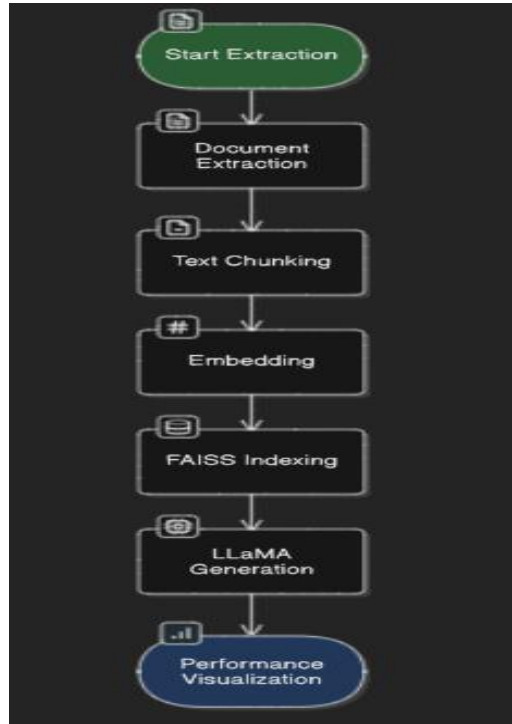 Start Extraction
Document
Extraction
Text Chunking
#
Embedding
FAISS Indexing
LLaMA
Generation
Performance
Visualization